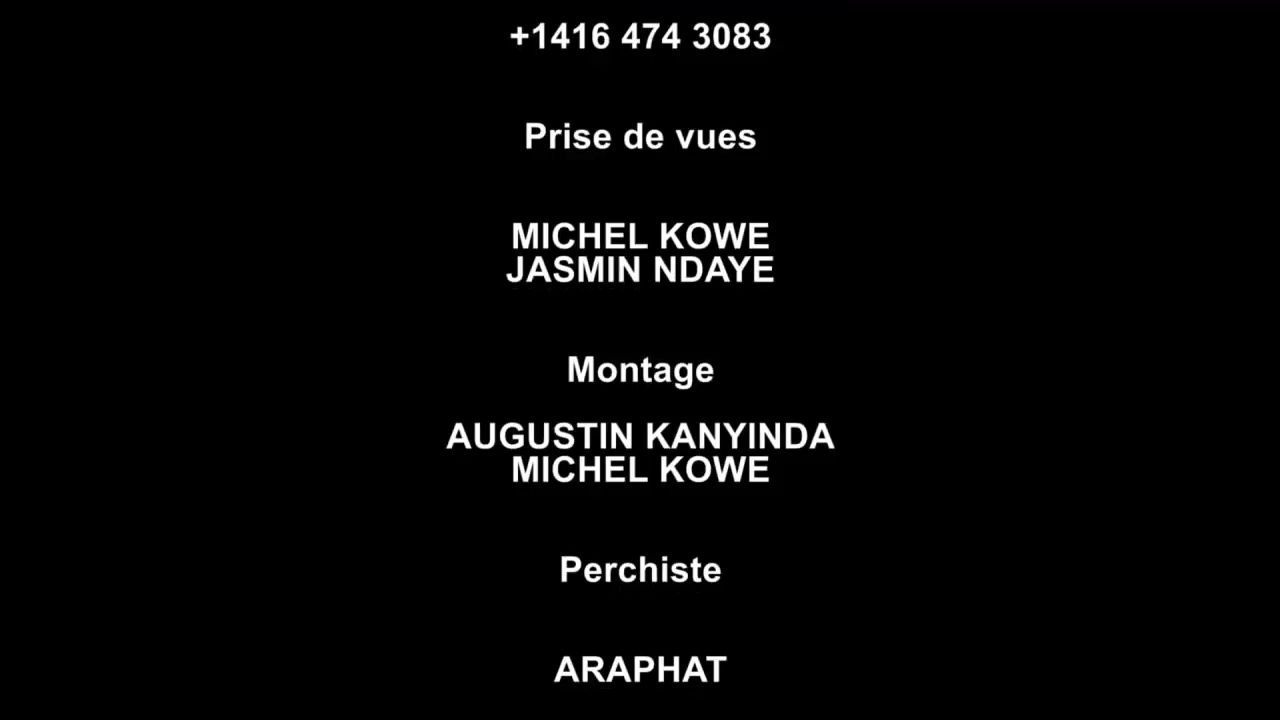 +1416 474 3083
Prise de vues
MICHEL KOWE
JASMIN NDAYE
Montage
AUGUSTIN KANYINDA
MICHEL KOWE
Perchiste
ARAPHAT